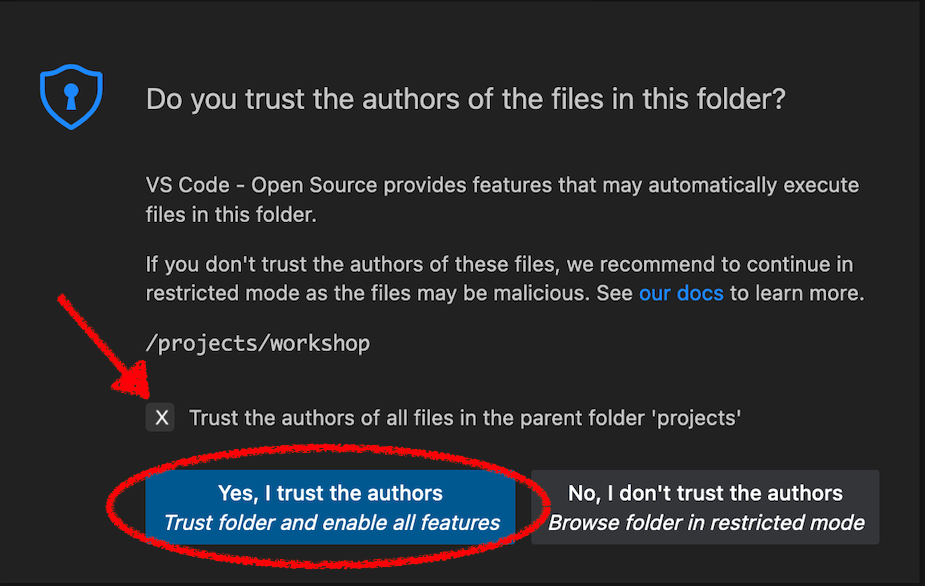 Do you trust the authors of the files in this folder?
VS Code - Open Source provides features that may automatically execute
files in this folder.
If you don't trust the authors of these files, we recommend to continue in
restricted mode as the files may be malicious. See our docs to learn more.
/projects/workshop
X Trust the authors of all files in the parent folder 'projects'
Yes, I trust the authors
Trust folder and enable all features
No, I don't trust the authors
Browse folder in restricted mode